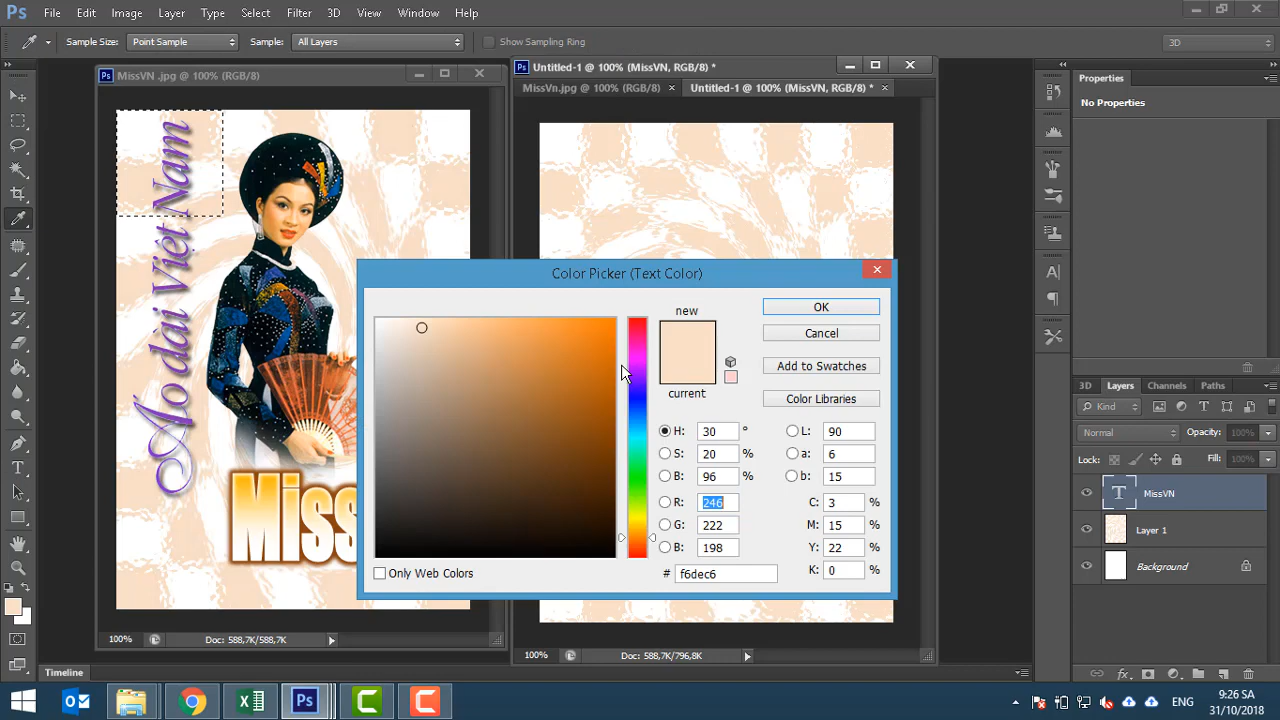 Ps File Edit Image Layer Type Select Filter 3D View Window Help
Sample Size: Point Sample Sample: All Layers Show Sampling Ring 3D
Ps MissVN .jpg @ 100% (RGB/8)
Ps Untitled-1 @ 100% (MissVN, RGB/8) *
MissVn.jpg @ 100% (RGB/8) × Untitled-1 @ 100% (MissVN, RGB/8) * ×
Properties
No Properties
Áo dài Việt Nam
Miss
Color Picker (Text Color)
new
current
OK
Cancel
Add to Swatches
Color Libraries
H: 30 ° L: 90
S: 20 % a: 6
B: 96 % b: 15
R: 246 C: 3 %
G: 222 M: 15 %
B: 198 Y: 22 %
# f6dec6 K: 0 %
Only Web Colors
Layers Channels Paths
Kind
Normal Opacity: 100%
Lock: Fill: 100%
T MissVN
Layer 1
Background
fx
100% Doc: 588,7K/588,7K
100% Doc: 588,7K/796,8K
Timeline
ENG
9:26 SA
31/10/2018